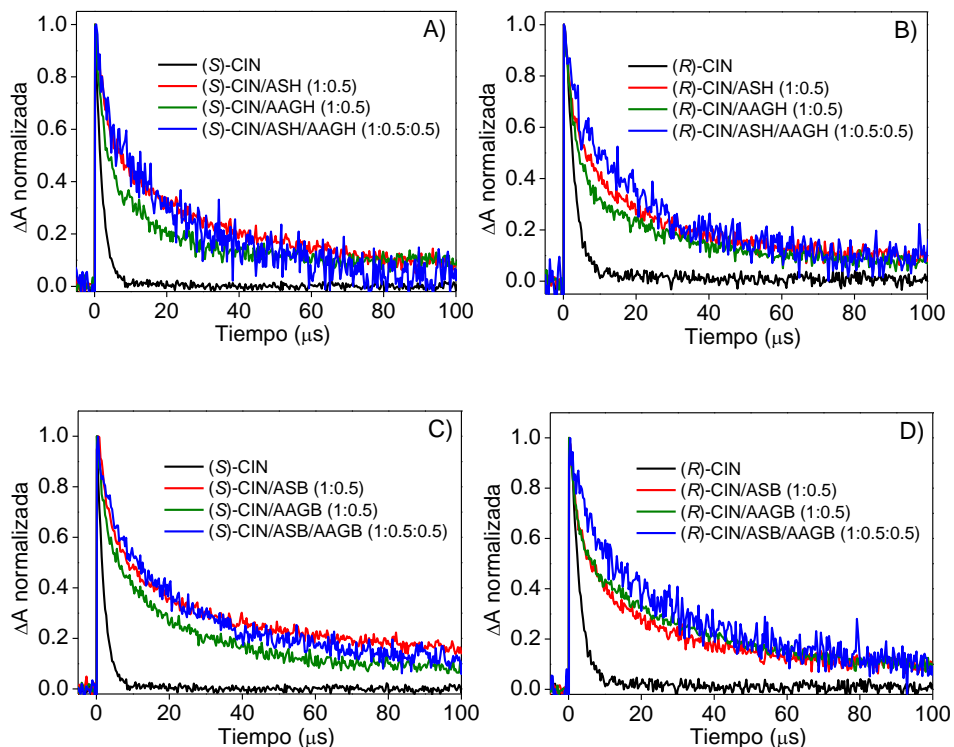 A)
(S)-CIN
(S)-CIN/ASH (1:0.5)
(S)-CIN/AAGH (1:0.5)
(S)-CIN/ASH/AAGH (1:0.5:0.5)
ΔA normalizada
1.0
0.8
0.6
0.4
0.2
0.0
0 20 40 60 80 100
Tiempo (μs)
B)
(R)-CIN
(R)-CIN/ASH (1:0.5)
(R)-CIN/AAGH (1:0.5)
(R)-CIN/ASH/AAGH (1:0.5:0.5)
ΔA normalizada
1.0
0.8
0.6
0.4
0.2
0.0
0 20 40 60 80 100
Tiempo (μs)
C)
(S)-CIN
(S)-CIN/ASB (1:0.5)
(S)-CIN/AAGB (1:0.5)
(S)-CIN/ASB/AAGB (1:0.5:0.5)
ΔA normalizada
1.0
0.8
0.6
0.4
0.2
0.0
0 20 40 60 80 100
Tiempo (μs)
D)
(R)-CIN
(R)-CIN/ASB (1:0.5)
(R)-CIN/AAGB (1:0.5)
(R)-CIN/ASB/AAGB (1:0.5:0.5)
ΔA normalizada
1.0
0.8
0.6
0.4
0.2
0.0
0 20 40 60 80 100
Tiempo (μs)